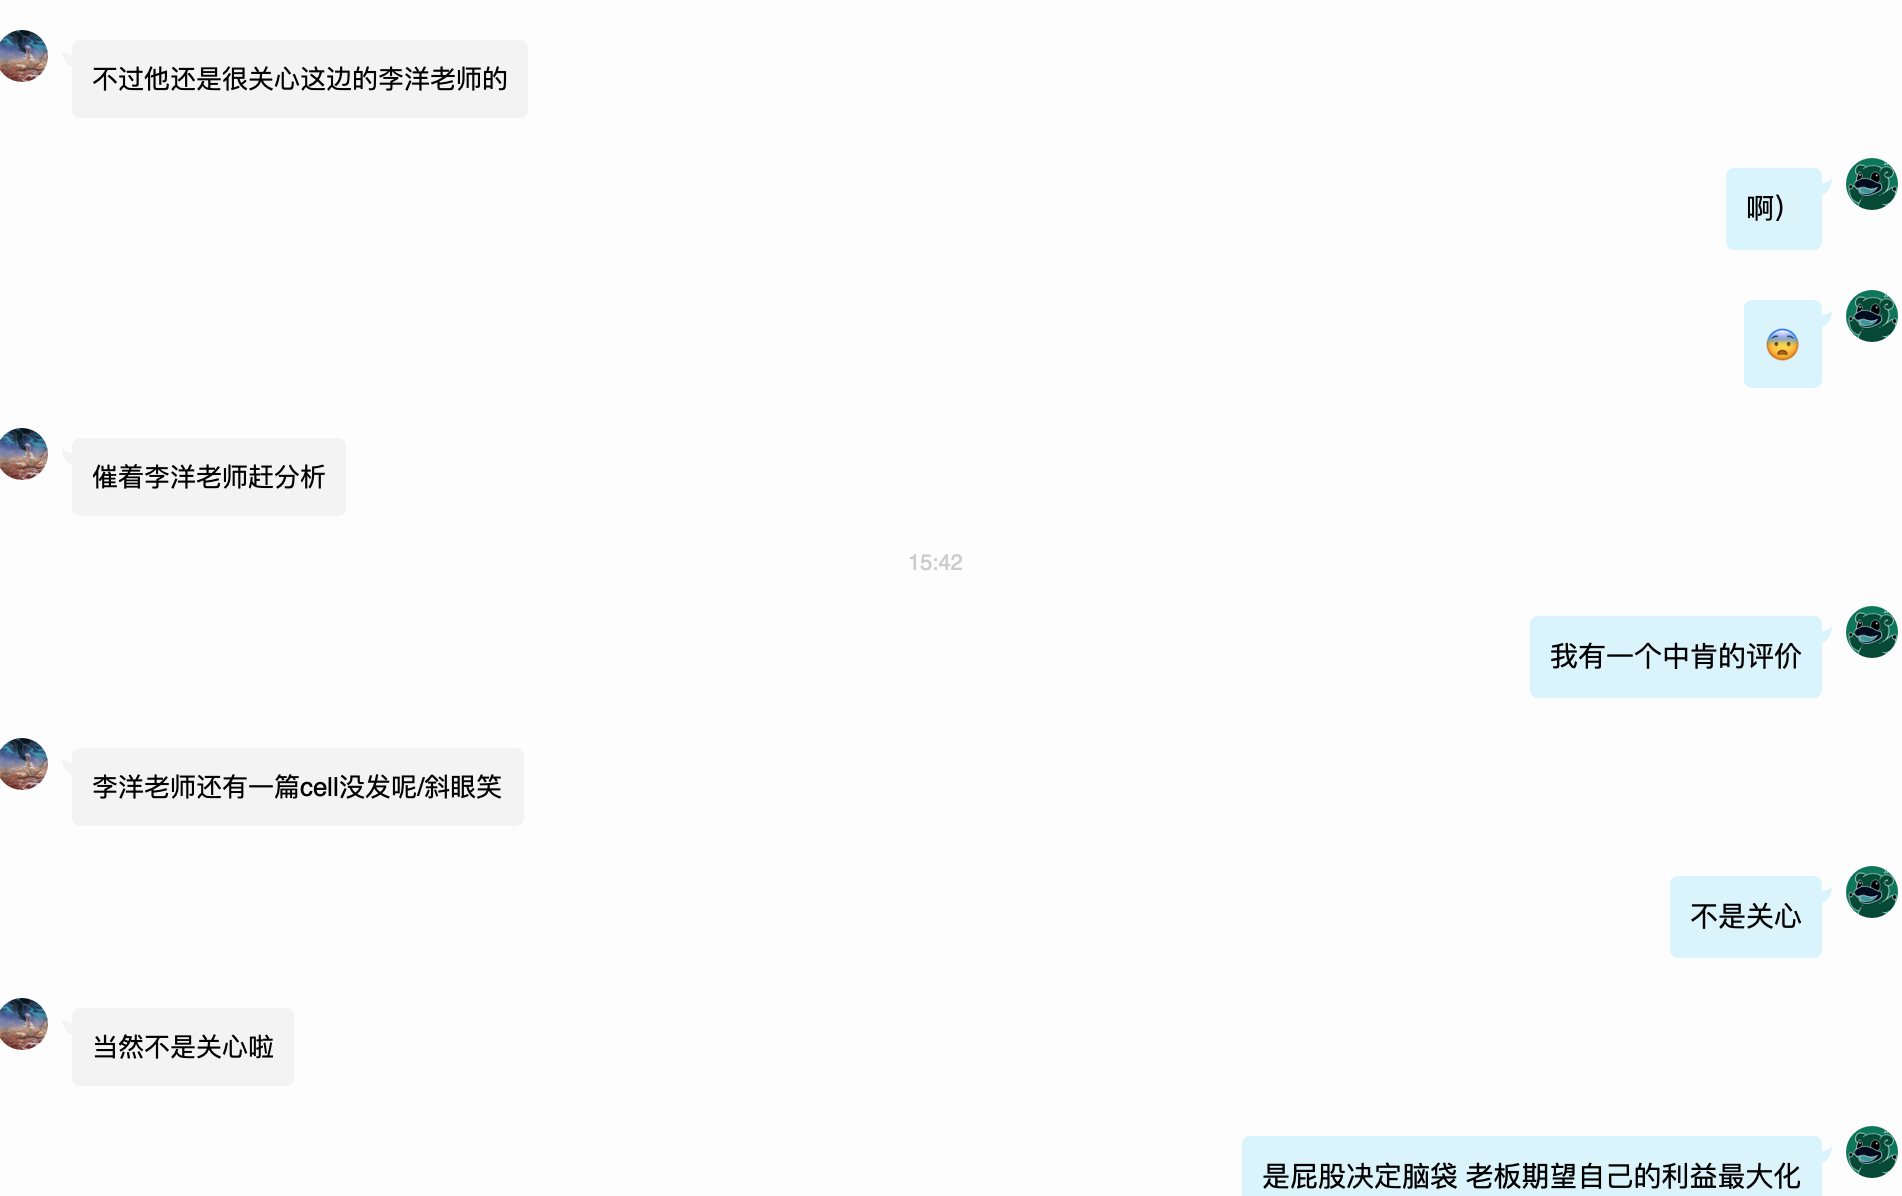 不过他还是很关心这边的李洋老师的
啊）
😨
催着李洋老师赶分析
15:42
我有一个中肯的评价
李洋老师还有一篇cell没发呢/斜眼笑
不是关心
当然不是关心啦
是屁股决定脑袋 老板期望自己的利益最大化